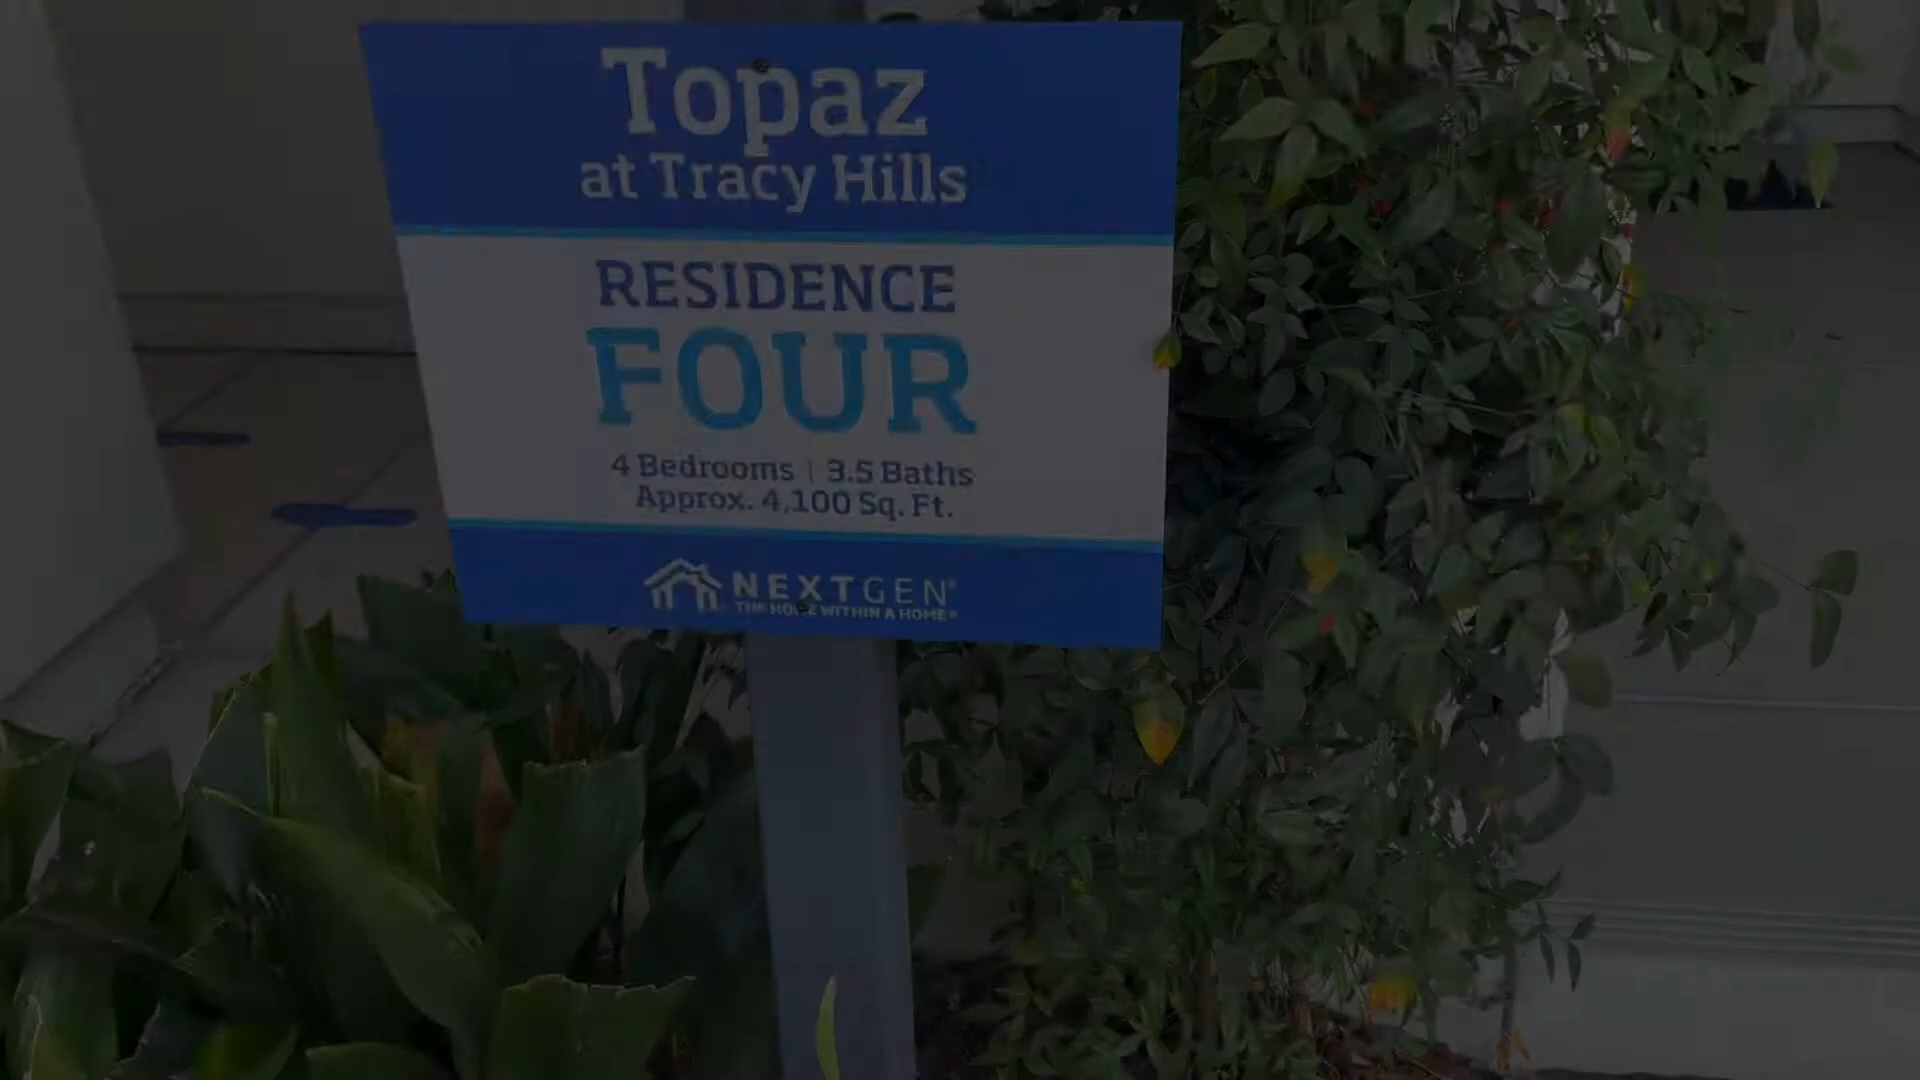 Topaz
at Tracy Hills
RESIDENCE
FOUR
4 Bedrooms | 3.5 Baths
Approx. 4,100 Sq. Ft.
NEXTGEN®
THE HOME WITHIN A HOME®